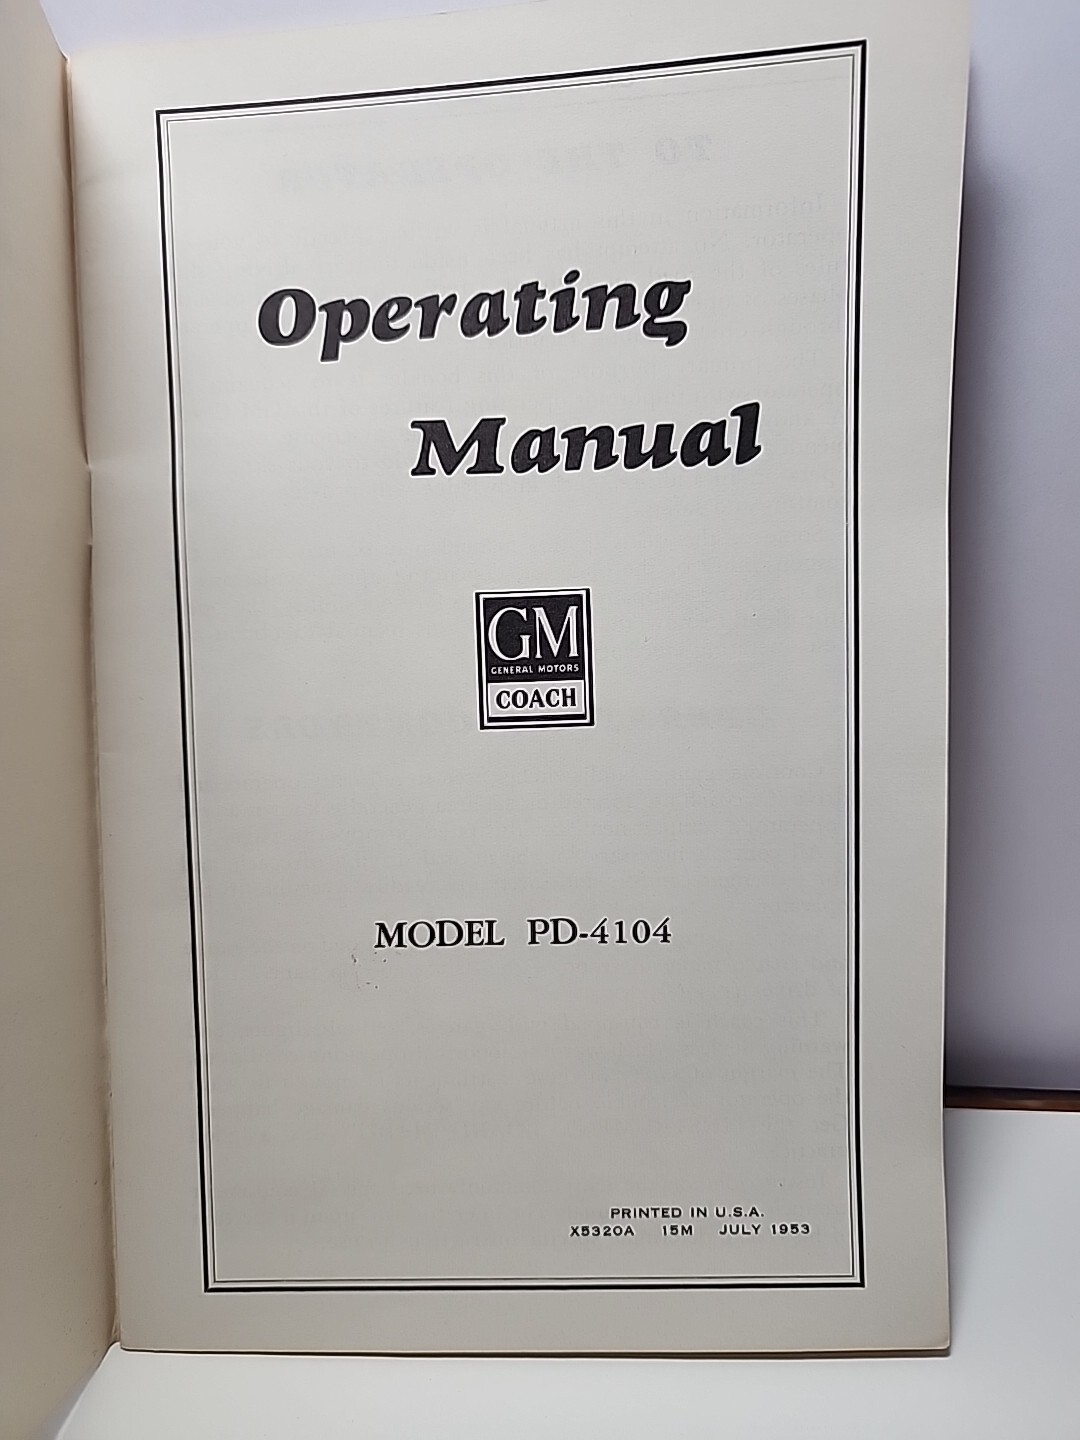 Operating
Manual
GM
GENERAL MOTORS
COACH
MODEL PD-4104
PRINTED IN U.S.A.
X5320A 15M JULY 1953